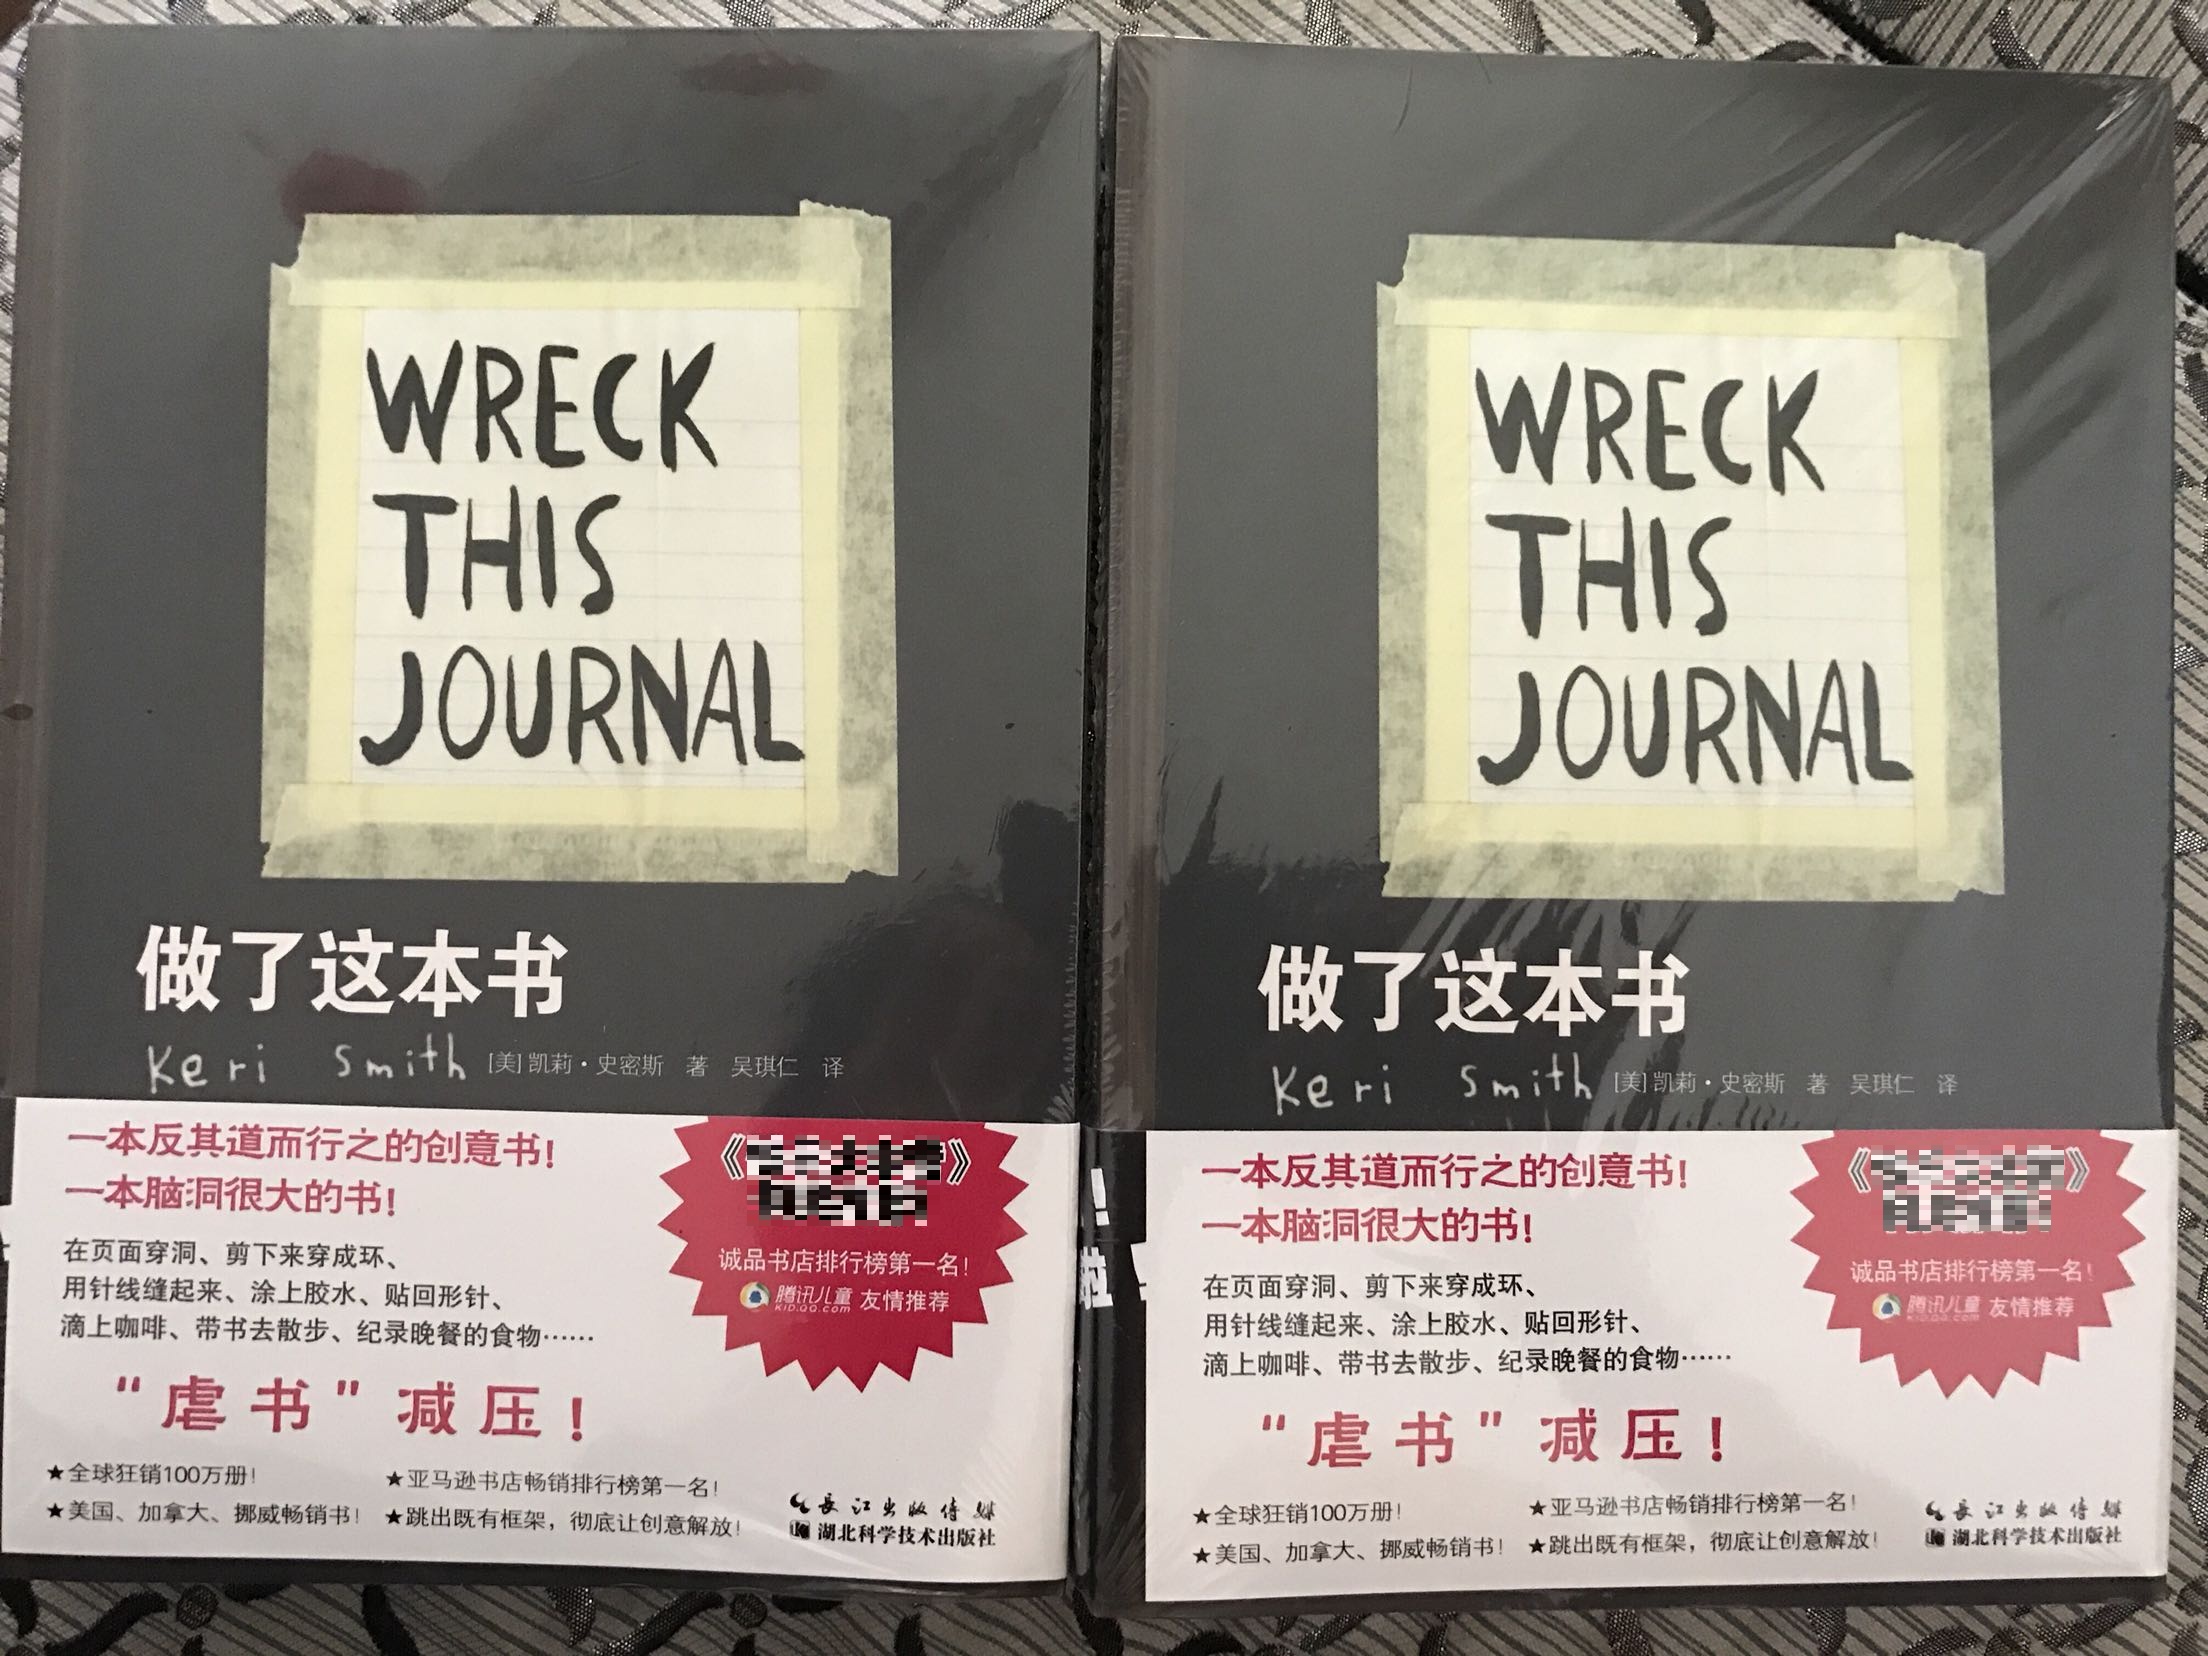 WRECK
THIS
JOURNAL
做了这本书
Keri Smith [美]凯莉·史密斯 著 吴琪仁 译
一本反其道而行之的创意书!
一本脑洞很大的书!
在页面穿洞、剪下来穿成环、
用针线缝起来、涂上胶水、贴回形针、
滴上咖啡、带书去散步、纪录晚餐的食物……
“虐书”减压!
★全球狂销100万册! ★亚马逊书店畅销排行榜第一名!
★美国、加拿大、挪威畅销书! ★跳出既有框架，彻底让创意解放!
《》
诚品书店排行榜第一名!
腾讯儿童 KID.QQ.COM 友情推荐
长江出版传媒
湖北科学技术出版社
WRECK
THIS
JOURNAL
做了这本书
Keri Smith [美]凯莉·史密斯 著 吴琪仁 译
!
啦
一本反其道而行之的创意书!
一本脑洞很大的书!
在页面穿洞、剪下来穿成环、
用针线缝起来、涂上胶水、贴回形针、
滴上咖啡、带书去散步、纪录晚餐的食物……
“虐书”减压!
★全球狂销100万册! ★亚马逊书店畅销排行榜第一名!
★美国、加拿大、挪威畅销书! ★跳出既有框架，彻底让创意解放!
《》
诚品书店排行榜第一名!
腾讯儿童 KID.QQ.COM 友情推荐
长江出版传媒
湖北科学技术出版社